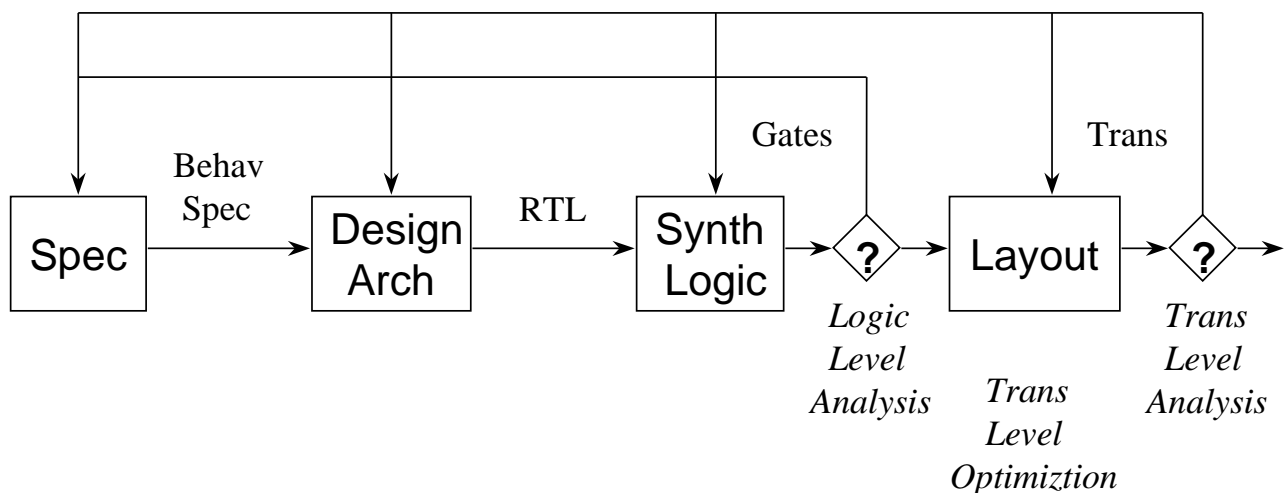 Gates
Trans
Behav
Spec
RTL
Spec
Design
Arch
Synth
Logic
?
Layout
?
Logic
Level
Analysis
Trans
Level
Optimiztion
Trans
Level
Analysis